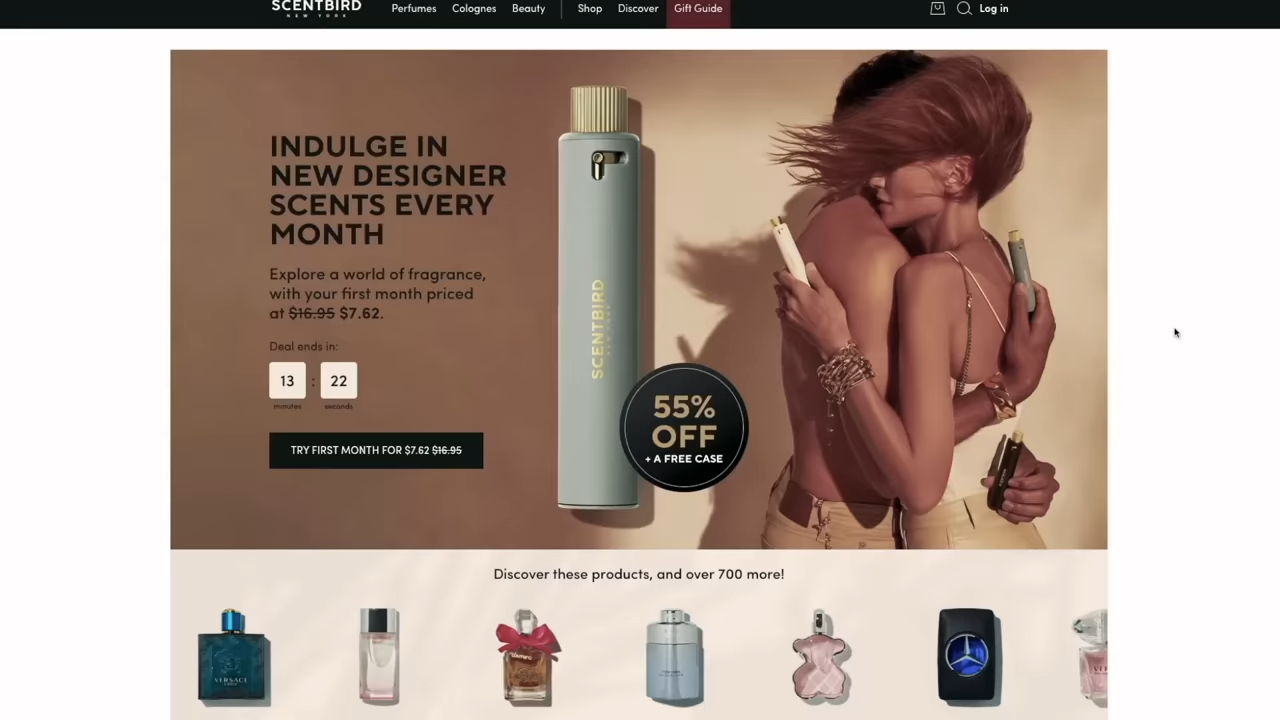 SCENTBIRD
NEW YORK
Perfumes Colognes Beauty Shop Discover Gift Guide Log in
INDULGE IN
NEW DESIGNER
SCENTS EVERY
MONTH
Explore a world of fragrance,
with your first month priced
at $16.95 $7.62.
Deal ends in:
13 : 22
minutes seconds
TRY FIRST MONTH FOR $7.62 $16.95
SCENTBIRD
55%
OFF
+ A FREE CASE
Discover these products, and over 700 more!
VERSACE